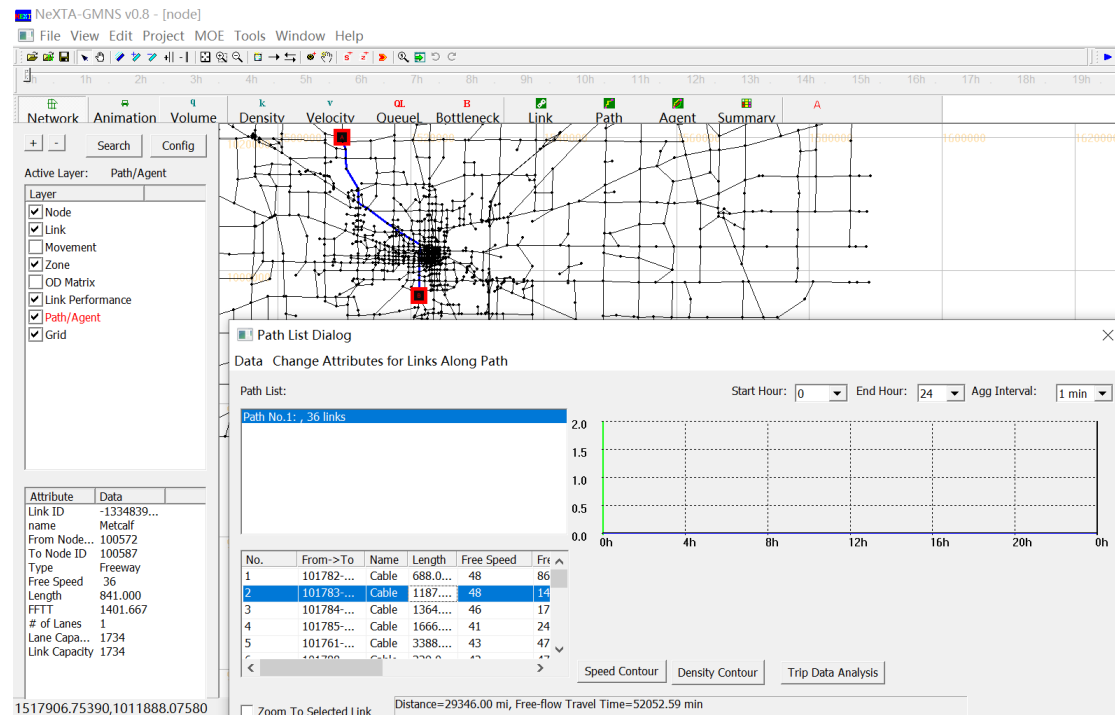 NeXTA-GMNS v0.8 - [node]
File View Edit Project MOE Tools Window Help
1h 2h 3h 4h 5h 6h 7h 8h 9h 10h 11h 12h 13h 14h 15h 16h 17h 18h 19h
q k v QL B A
Network Animation Volume Density Velocity QueueL Bottleneck Link Path Agent Summary
+ - Search Config
Active Layer: Path/Agent
Layer
Node
Link
Movement
Zone
OD Matrix
Link Performance
Path/Agent
Grid
1600000 1620000
Path List Dialog
Data Change Attributes for Links Along Path
Path List:
Start Hour: 0 End Hour: 24 Agg Interval: 1 min
Path No.1: , 36 links
2.0
1.5
1.0
0.5
0.0
0h 4h 8h 12h 16h 20h 0h
Attribute Data
Link ID -1334839...
name Metcalf
From Node... 100572
To Node ID 100587
Type Freeway
Free Speed 36
Length 841.000
FFTT 1401.667
# of Lanes 1
Lane Capa... 1734
Link Capacity 1734
No. From->To Name Length Free Speed Fre
1 101782-... Cable 688.0... 48 86
2 101783-... Cable 1187.... 48 14
3 101784-... Cable 1364.... 46 17
4 101785-... Cable 1666.... 41 24
5 101761-... Cable 3388.... 43 47
Speed Contour Density Contour Trip Data Analysis
Zoom To Selected Link
Distance=29346.00 mi, Free-flow Travel Time=52052.59 min
1517906.75390,1011888.07580